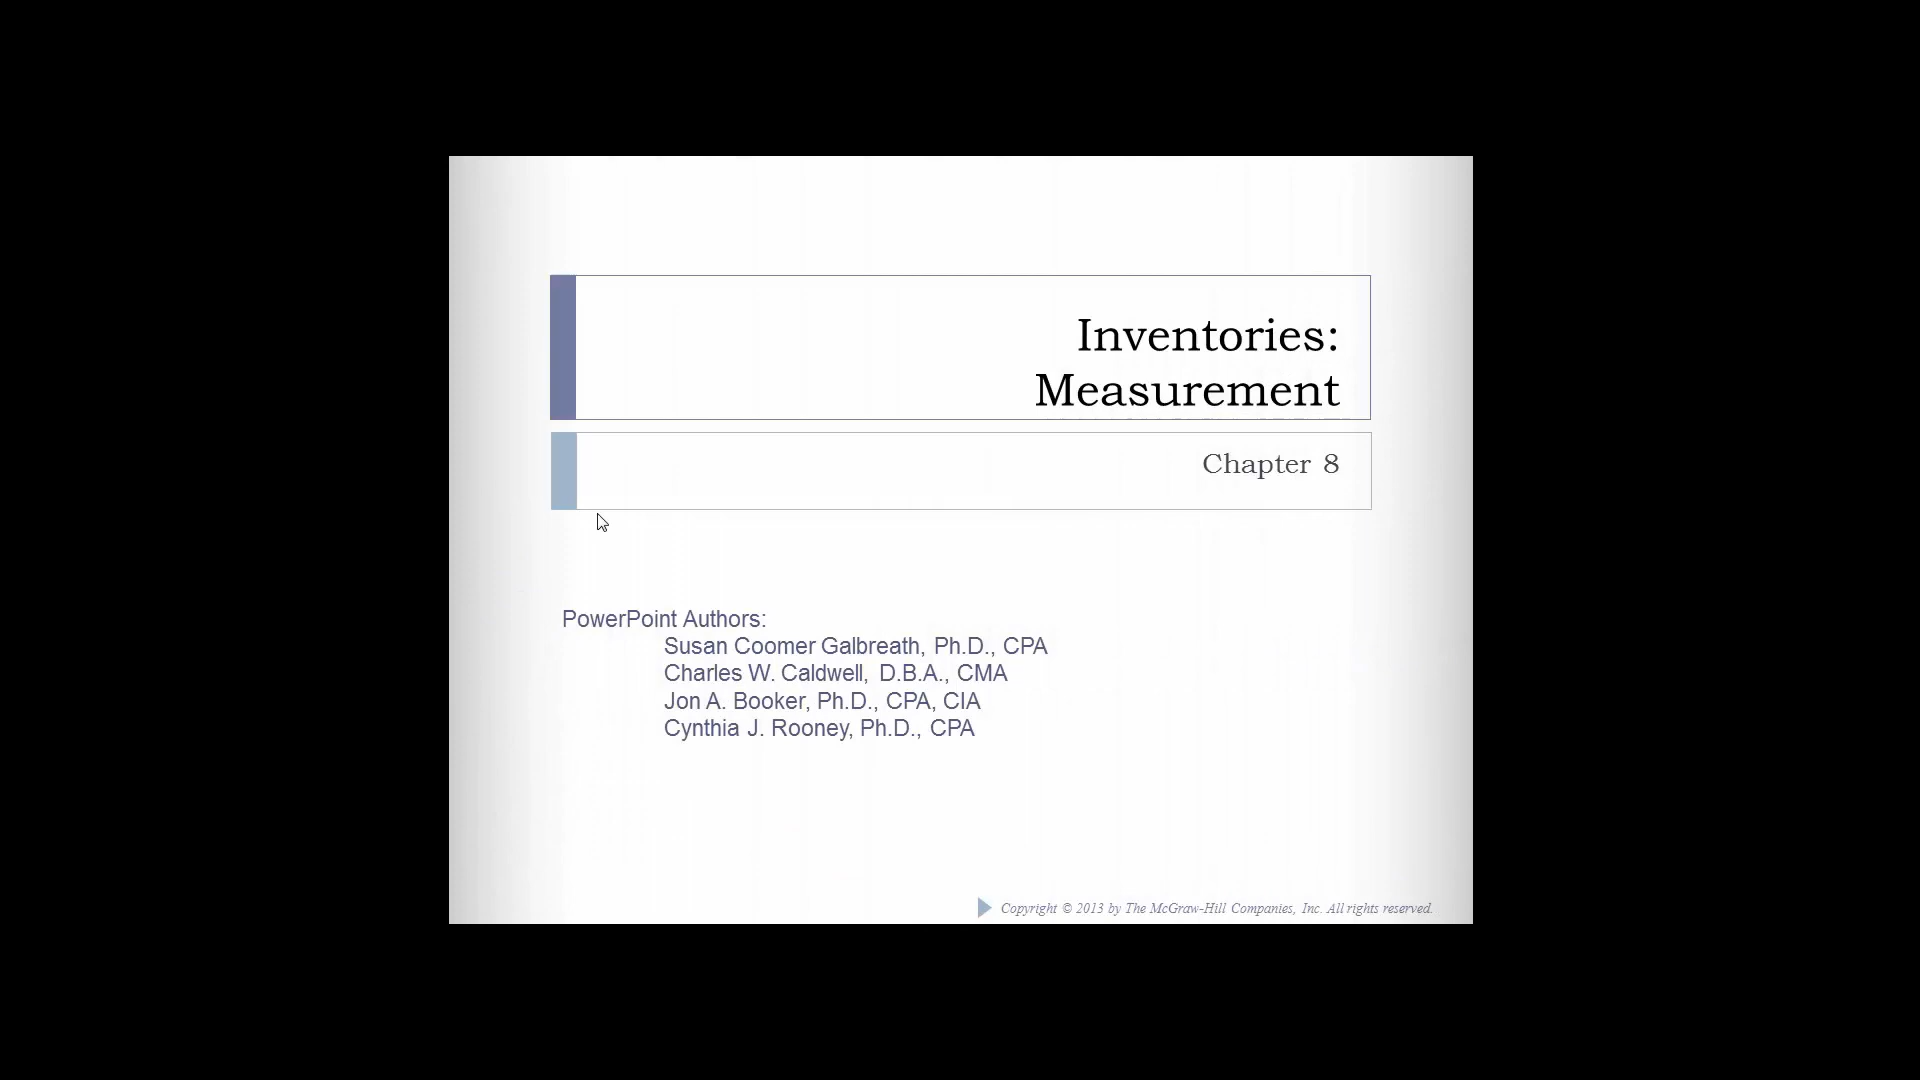 Inventories:
Measurement
Chapter 8
PowerPoint Authors:
Susan Coomer Galbreath, Ph.D., CPA
Charles W. Caldwell, D.B.A., CMA
Jon A. Booker, Ph.D., CPA, CIA
Cynthia J. Rooney, Ph.D., CPA
Copyright © 2013 by The McGraw-Hill Companies, Inc. All rights reserved.